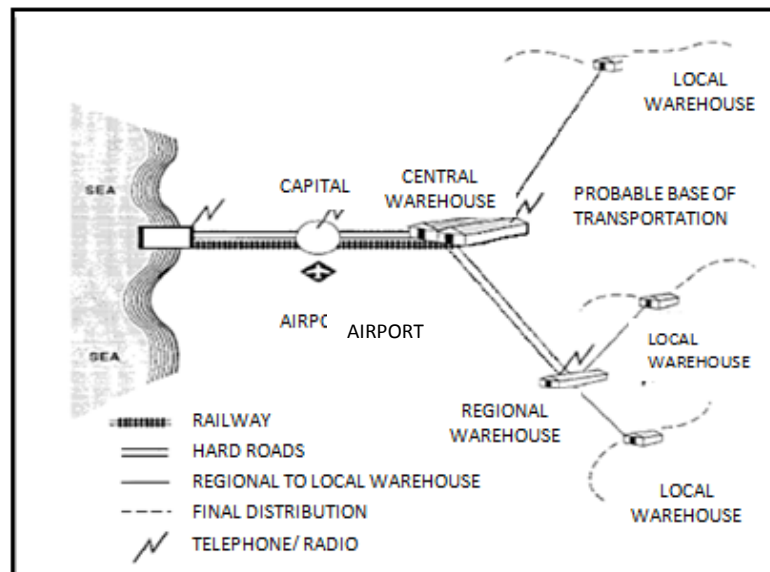 LOCAL
WAREHOUSE
SEA
CAPITAL
CENTRAL
WAREHOUSE
PROBABLE BASE OF
TRANSPORTATION
AIRPO
AIRPORT
SEA
LOCAL
WAREHOUSE
REGIONAL
WAREHOUSE
RAILWAY
HARD ROADS
REGIONAL TO LOCAL WAREHOUSE
FINAL DISTRIBUTION
TELEPHONE/ RADIO
LOCAL
WAREHOUSE